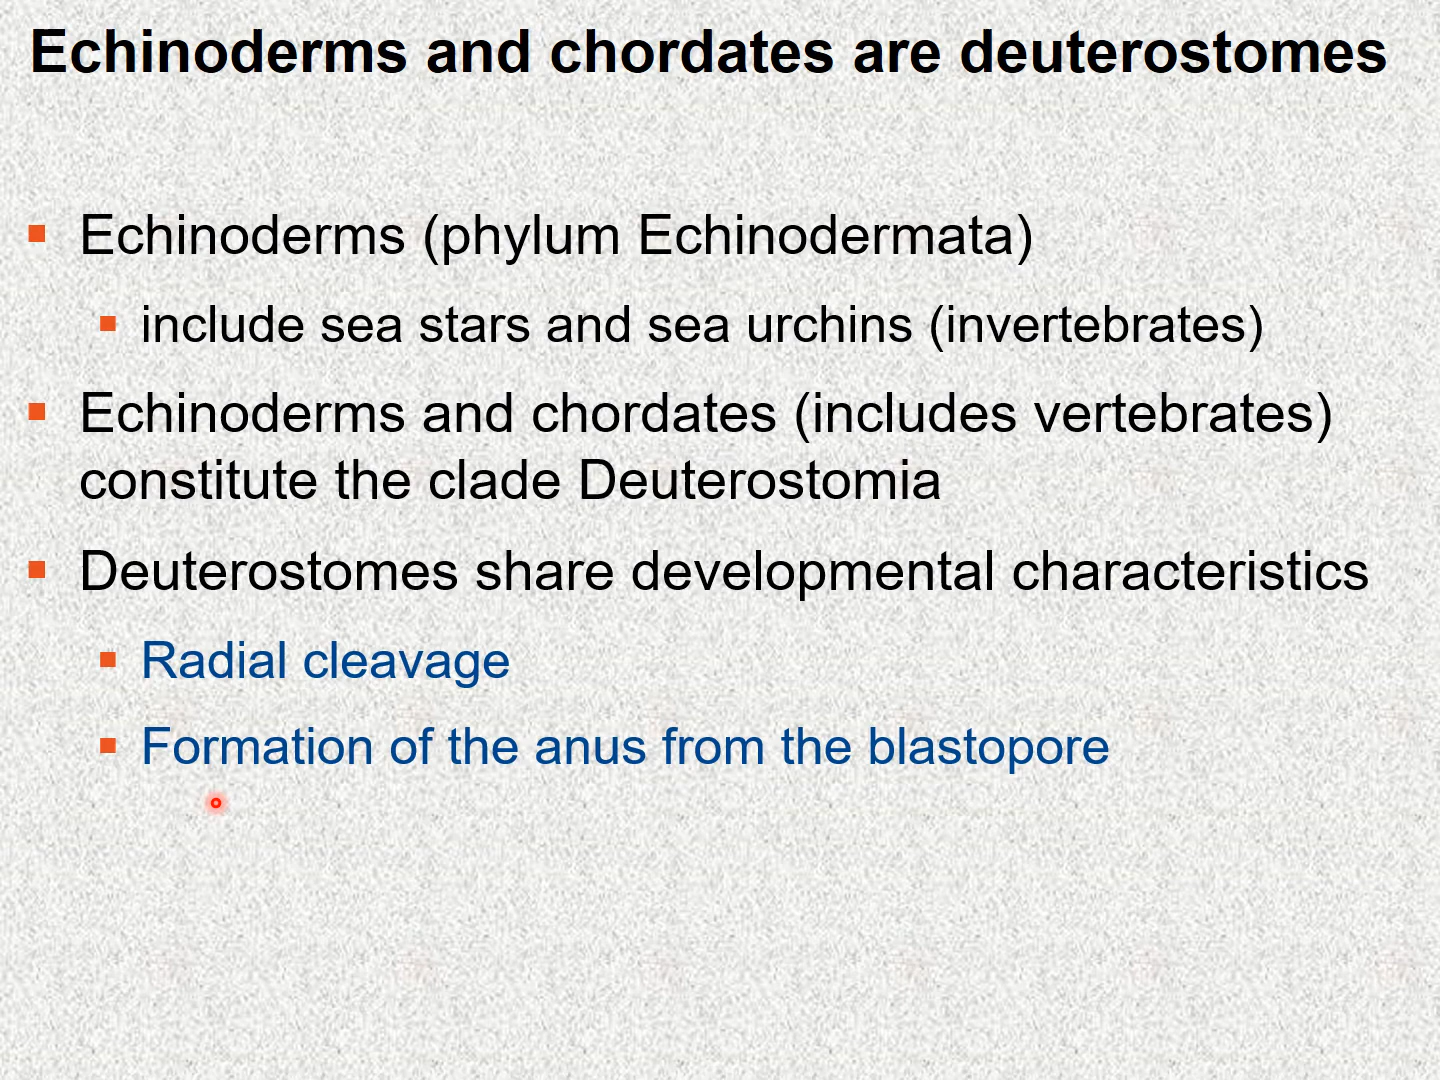 Echinoderms and chordates are deuterostomes
Echinoderms (phylum Echinodermata)
include sea stars and sea urchins (invertebrates)
Echinoderms and chordates (includes vertebrates)
constitute the clade Deuterostomia
Deuterostomes share developmental characteristics
Radial cleavage
Formation of the anus from the blastopore